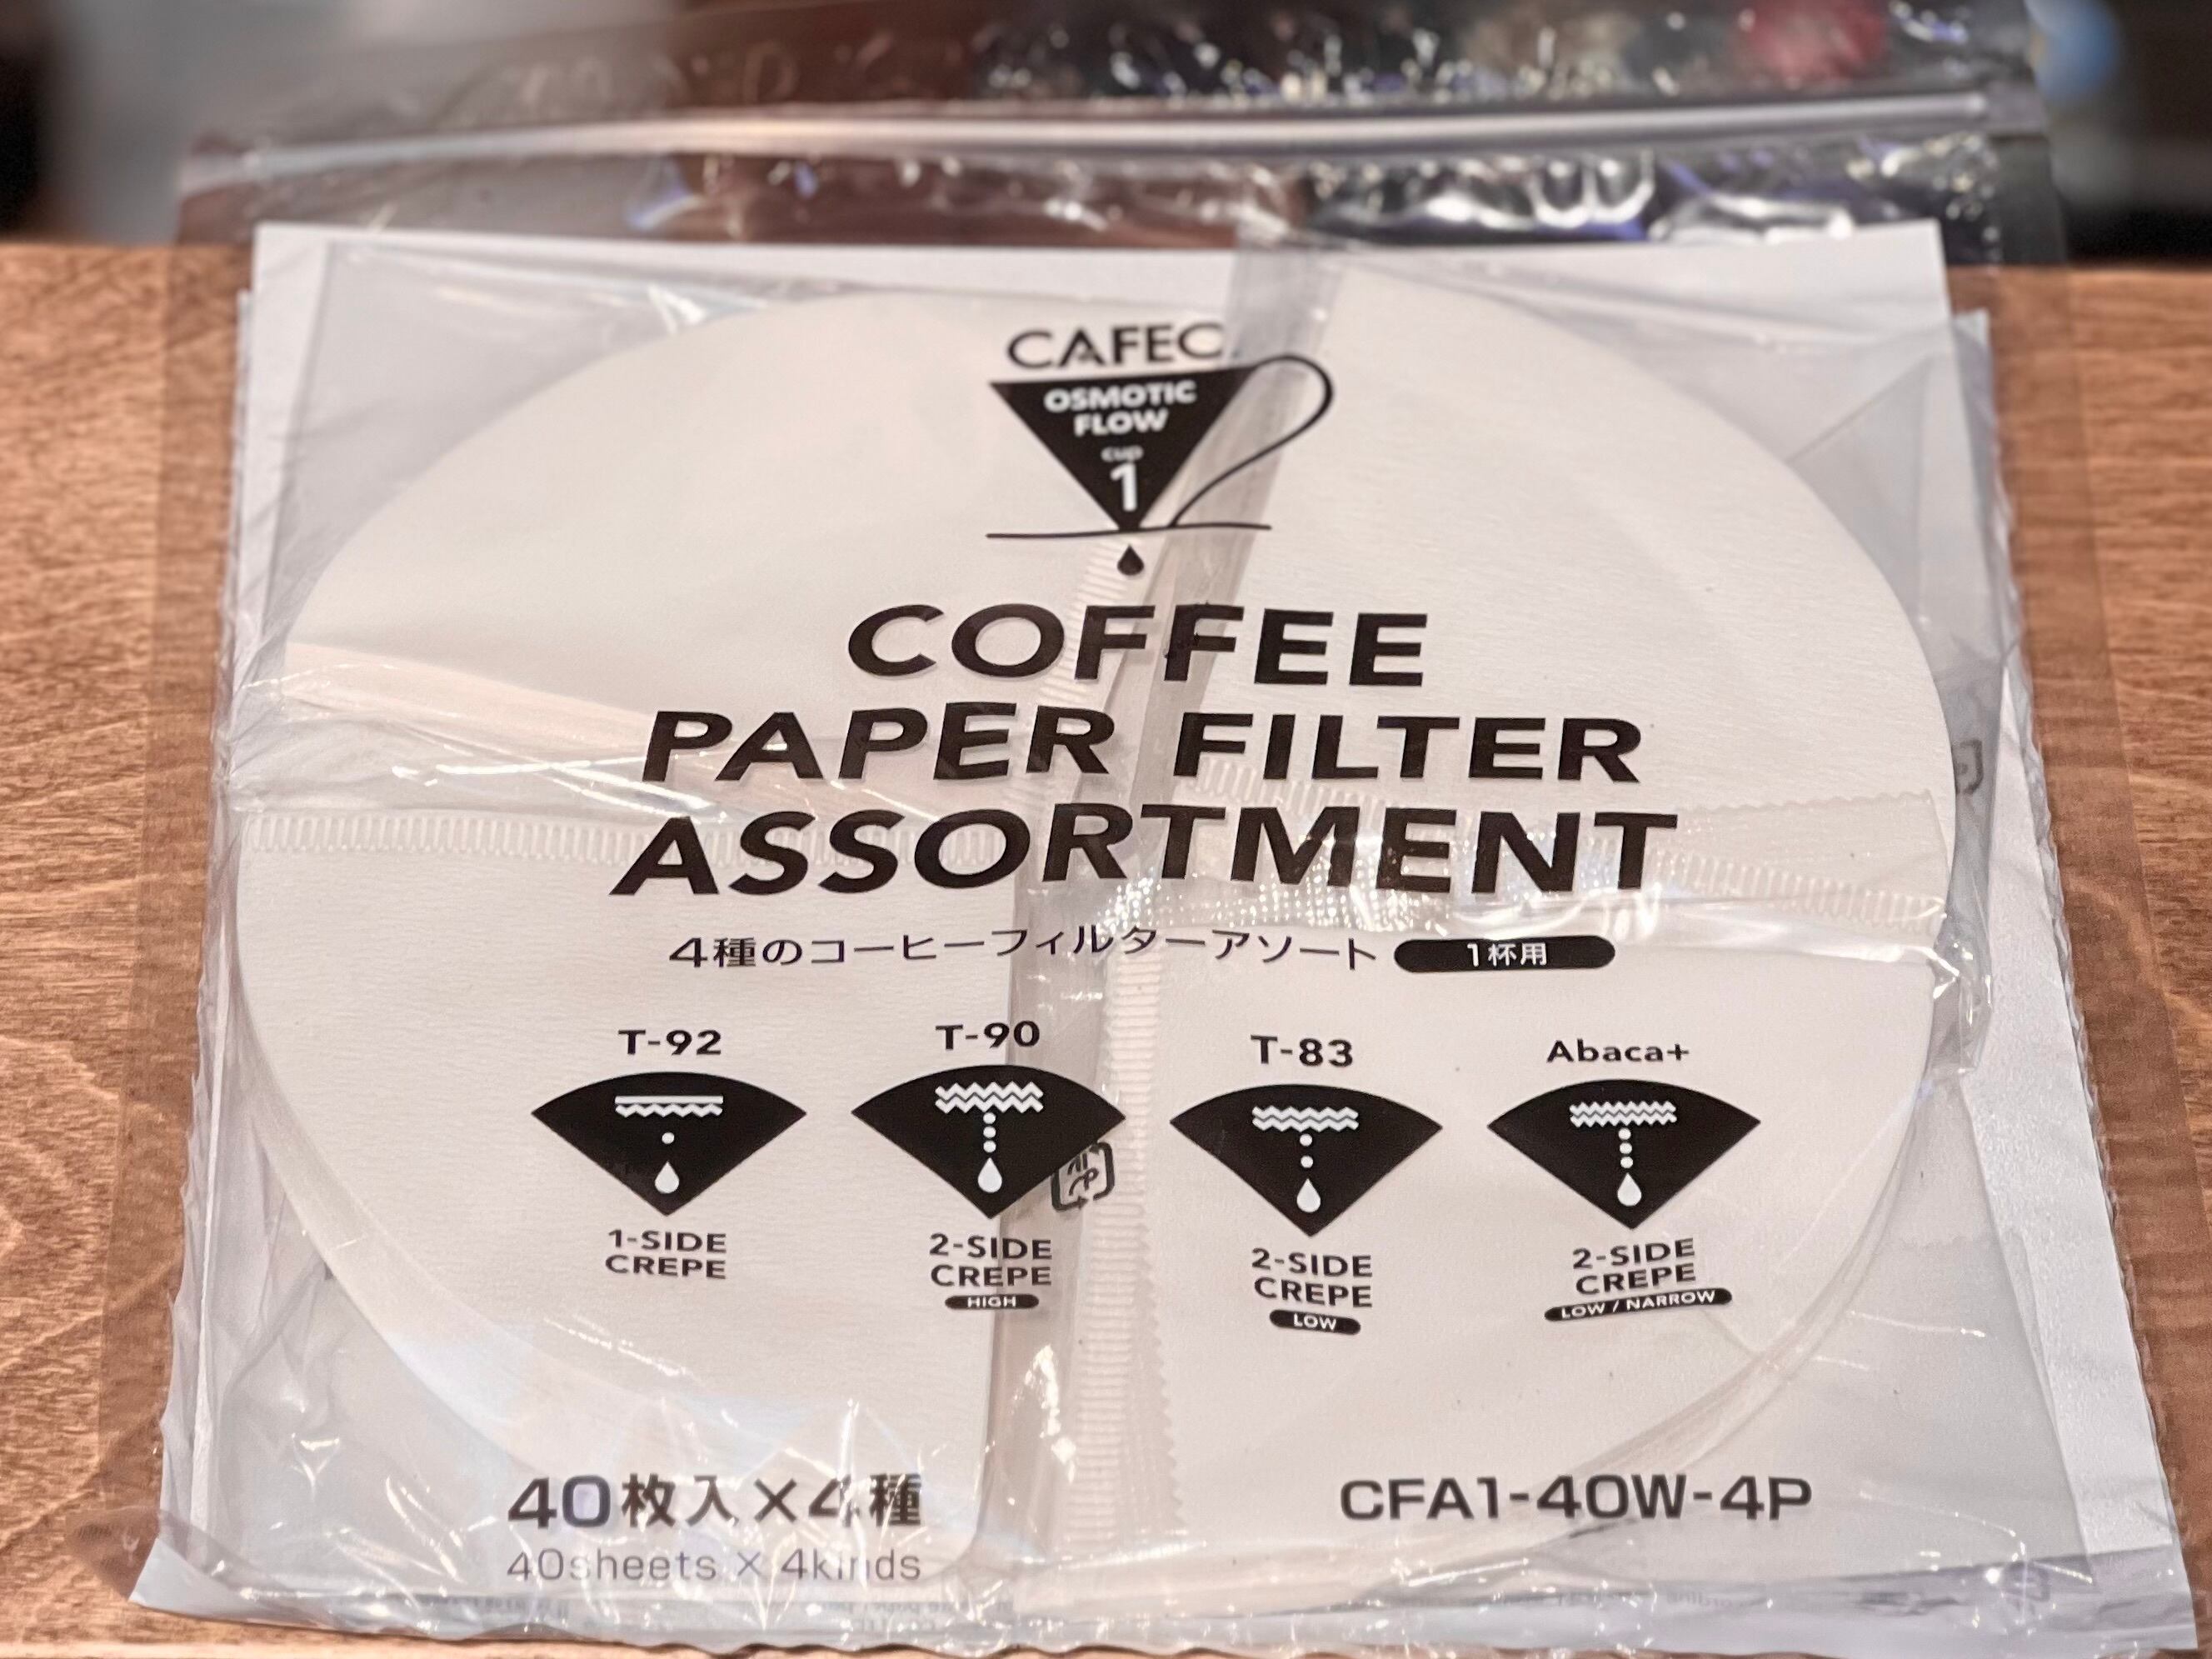 CAFEC
OSMOTIC
FLOW
cup
1
COFFEE
PAPER FILTER
ASSORTMENT
4種のコーヒーフィルターアソート 1杯用
T-92 T-90 T-83 Abaca+
1-SIDE
CREPE
2-SIDE
CREPE
HIGH
2-SIDE
CREPE
LOW
2-SIDE
CREPE
LOW / NARROW
プラ
40枚入×4種
40sheets × 4kinds
CFA1-40W-4P